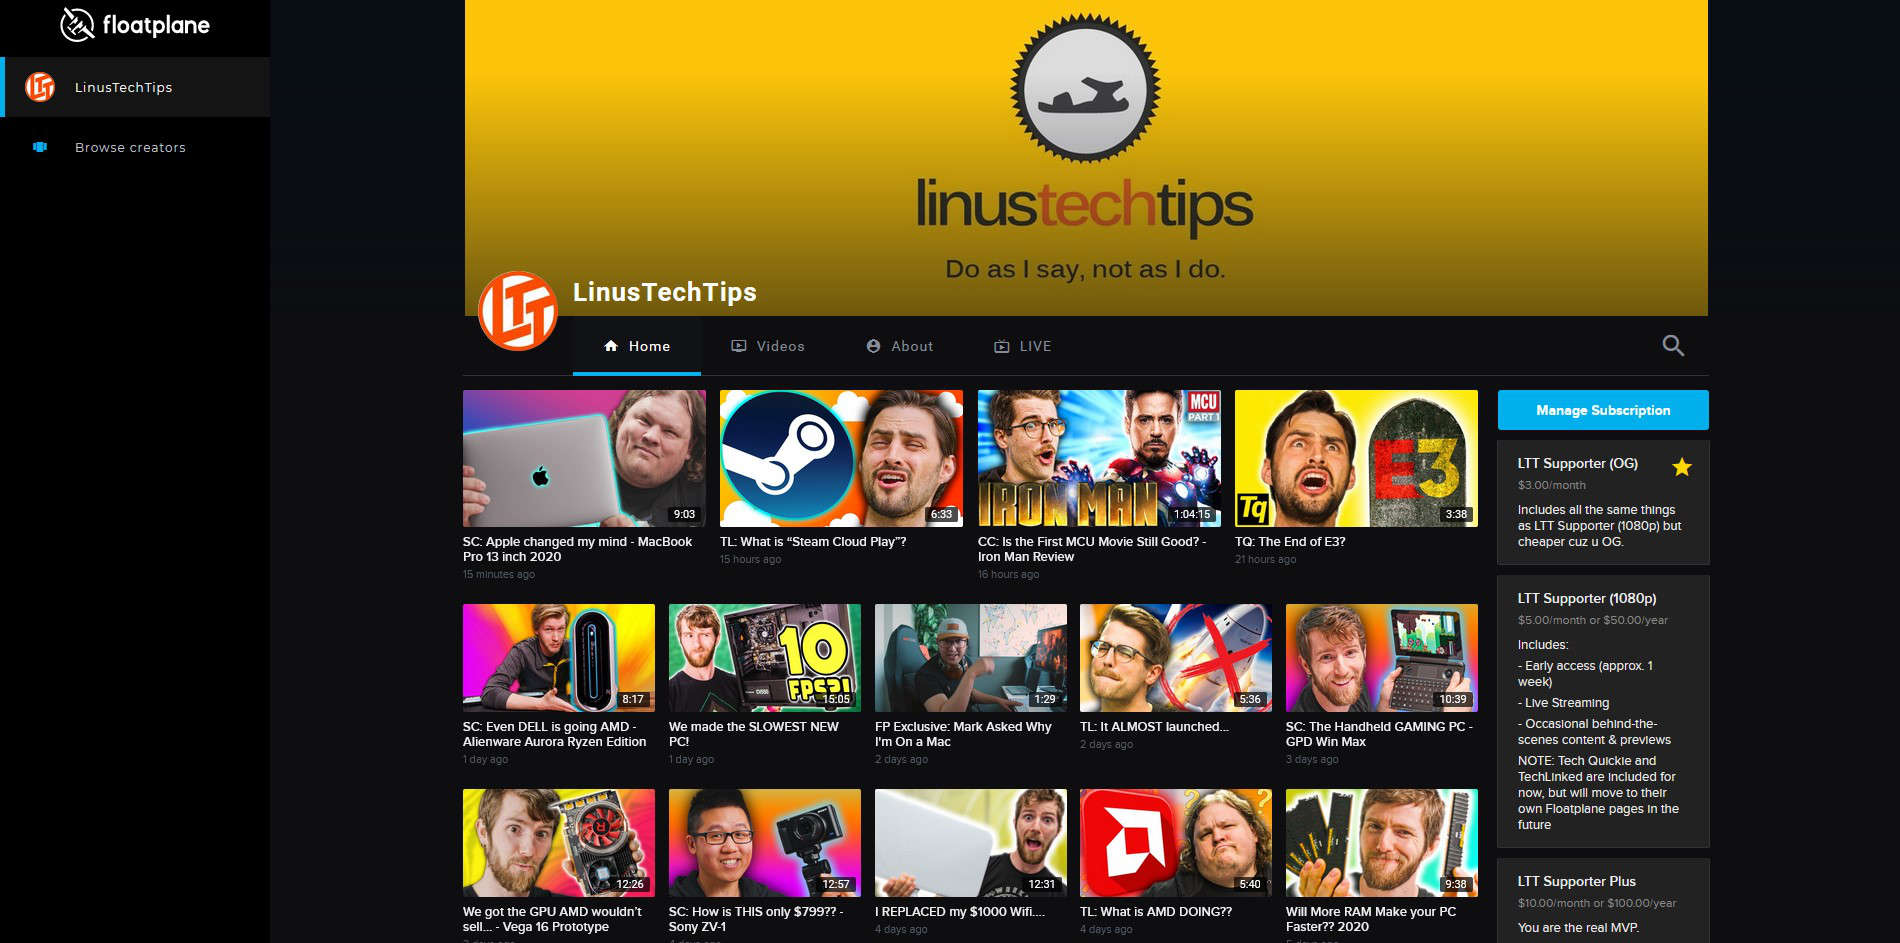 floatplane
LinusTechTips
Browse creators
linustechtips
Do as I say, not as I do.
LTT
LinusTechTips
Home
Videos
About
LIVE
9:03
6:33
MCU
PART 1
IRON MAN
1:04:15
E3
Tq
3:38
SC: Apple changed my mind - MacBook
Pro 13 inch 2020
15 minutes ago
TL: What is “Steam Cloud Play”?
15 hours ago
CC: Is the First MCU Movie Still Good? -
Iron Man Review
16 hours ago
TQ: The End of E3?
21 hours ago
Manage Subscription
LTT Supporter (OG)
$3.00/month
Includes all the same things
as LTT Supporter (1080p) but
cheaper cuz u OG.
8:17
10
FPS?!
15:05
1:29
5:36
10:39
SC: Even DELL is going AMD -
Alienware Aurora Ryzen Edition
1 day ago
We made the SLOWEST NEW
PC!
1 day ago
FP Exclusive: Mark Asked Why
I'm On a Mac
2 days ago
TL: It ALMOST launched...
2 days ago
SC: The Handheld GAMING PC -
GPD Win Max
3 days ago
LTT Supporter (1080p)
$5.00/month or $50.00/year
Includes:
- Early access (approx. 1
week)
- Live Streaming
- Occasional behind-the-
scenes content & previews
NOTE: Tech Quickie and
TechLinked are included for
now, but will move to their
own Floatplane pages in the
future
12:26
12:57
12:31
5:40
9:38
We got the GPU AMD wouldn’t
sell... - Vega 16 Prototype
SC: How is THIS only $799?? -
Sony ZV-1
I REPLACED my $1000 Wifi....
4 days ago
TL: What is AMD DOING??
4 days ago
Will More RAM Make your PC
Faster?? 2020
LTT Supporter Plus
$10.00/month or $100.00/year
You are the real MVP.